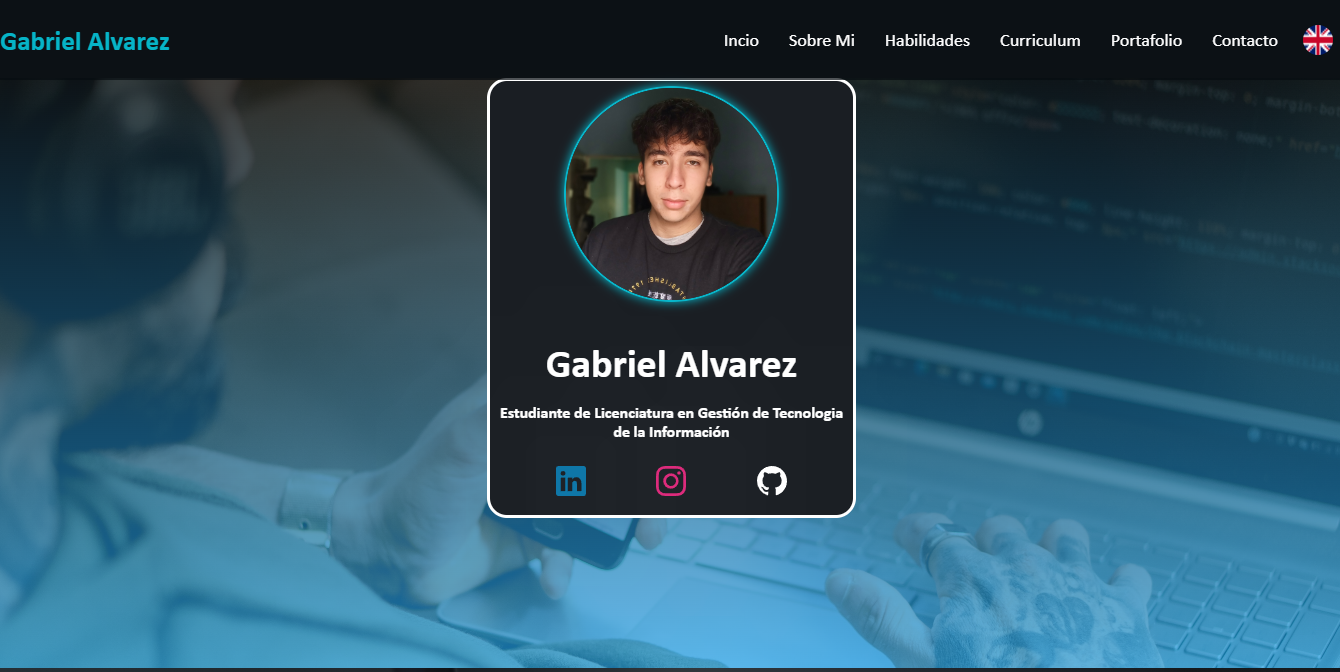 Gabriel Alvarez
Incio
Sobre Mi
Habilidades
Curriculum
Portafolio
Contacto
Gabriel Alvarez
Estudiante de Licenciatura en Gestión de Tecnologia
de la Información
in